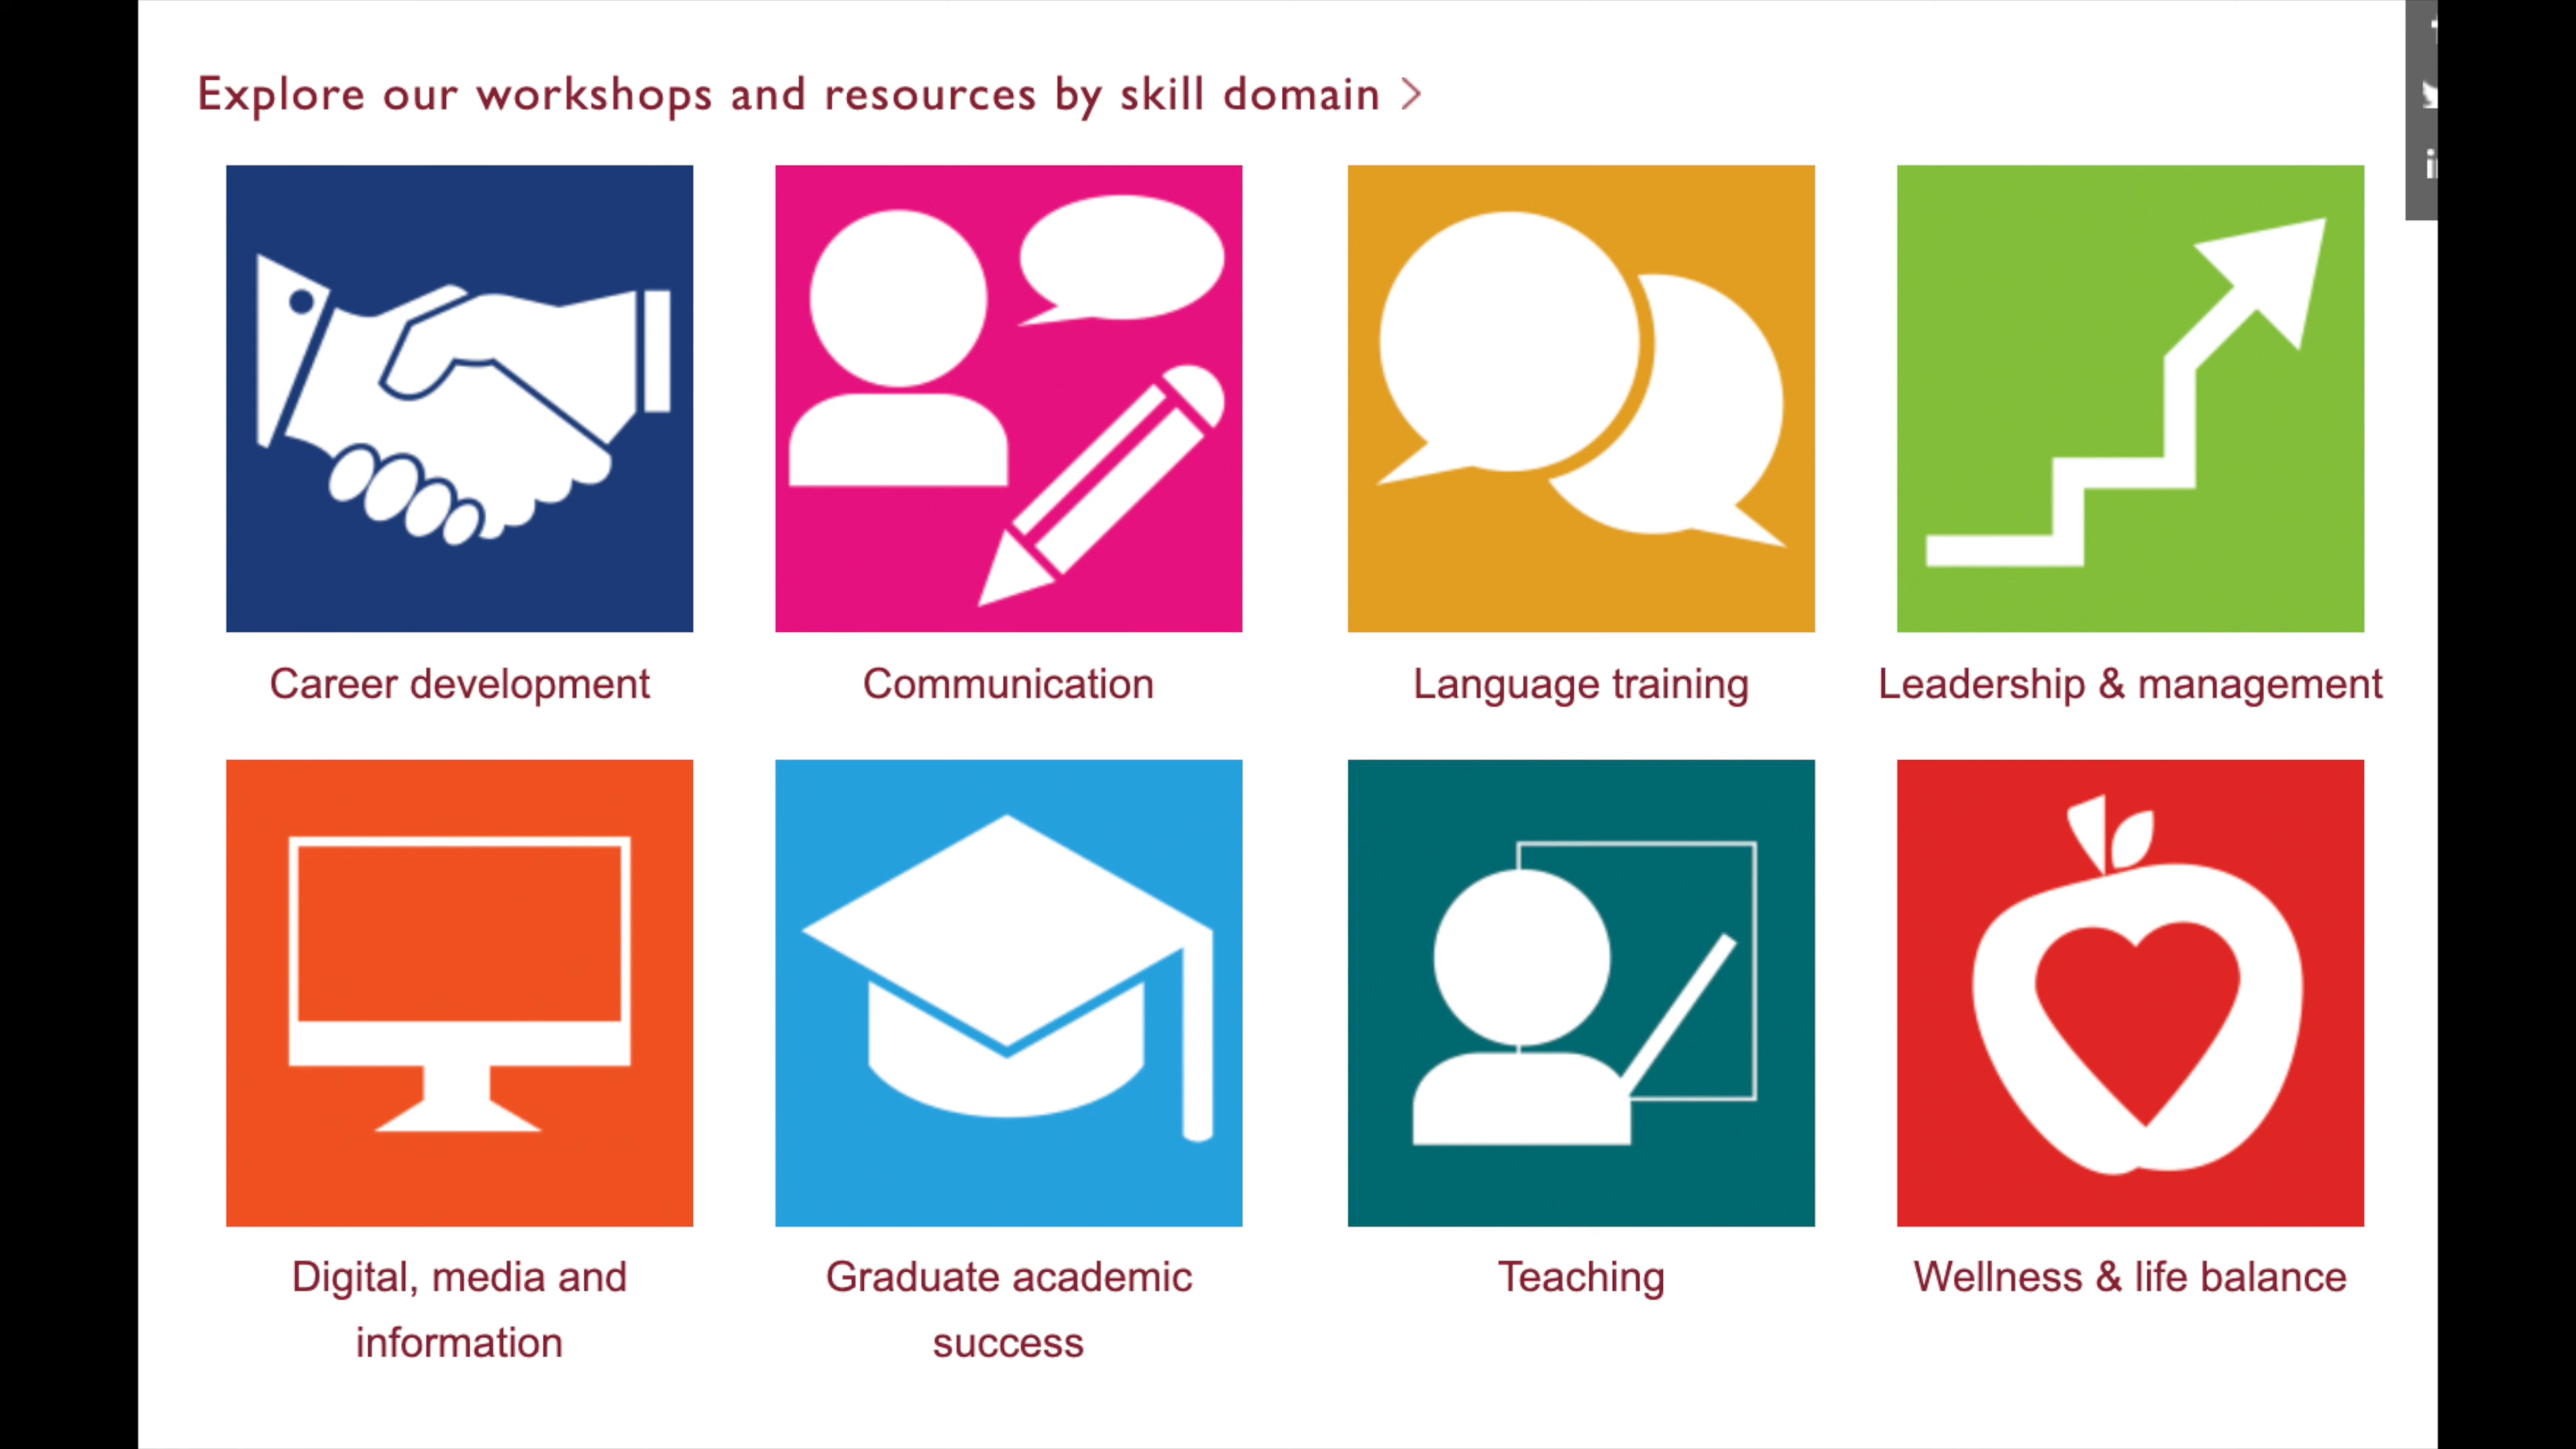 Explore our workshops and resources by skill domain >
Career development
Communication
Language training
Leadership & management
Digital, media and
information
Graduate academic
success
Teaching
Wellness & life balance